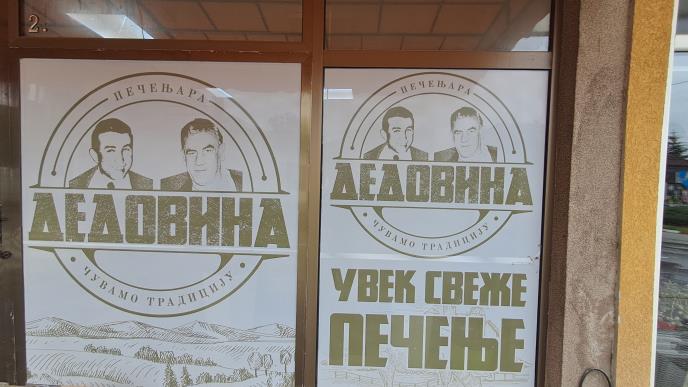 2.
ПЕЧЕЊАРА
ДЕДОВИНА
ЧУВАМО ТРАДИЦИЈУ
ПЕЧЕЊАРА
ДЕДОВИНА
ЧУВАМО ТРАДИЦИЈУ
УВЕК СВЕЖЕ
ПЕЧЕЊЕ